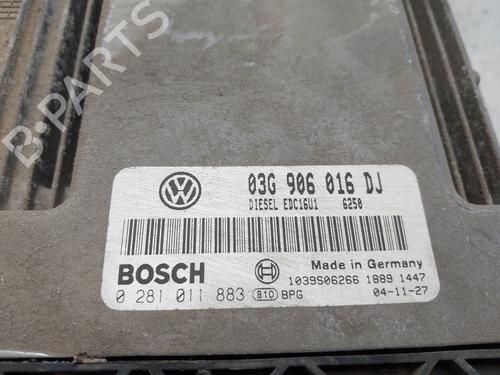 B-PARTS
03G 906 016 DJ
DIESEL EDC16U1 6250
BOSCH
Made in Germany
1039S06266 1889 1447
0 281 011 883 B10 BPG 04-11-27